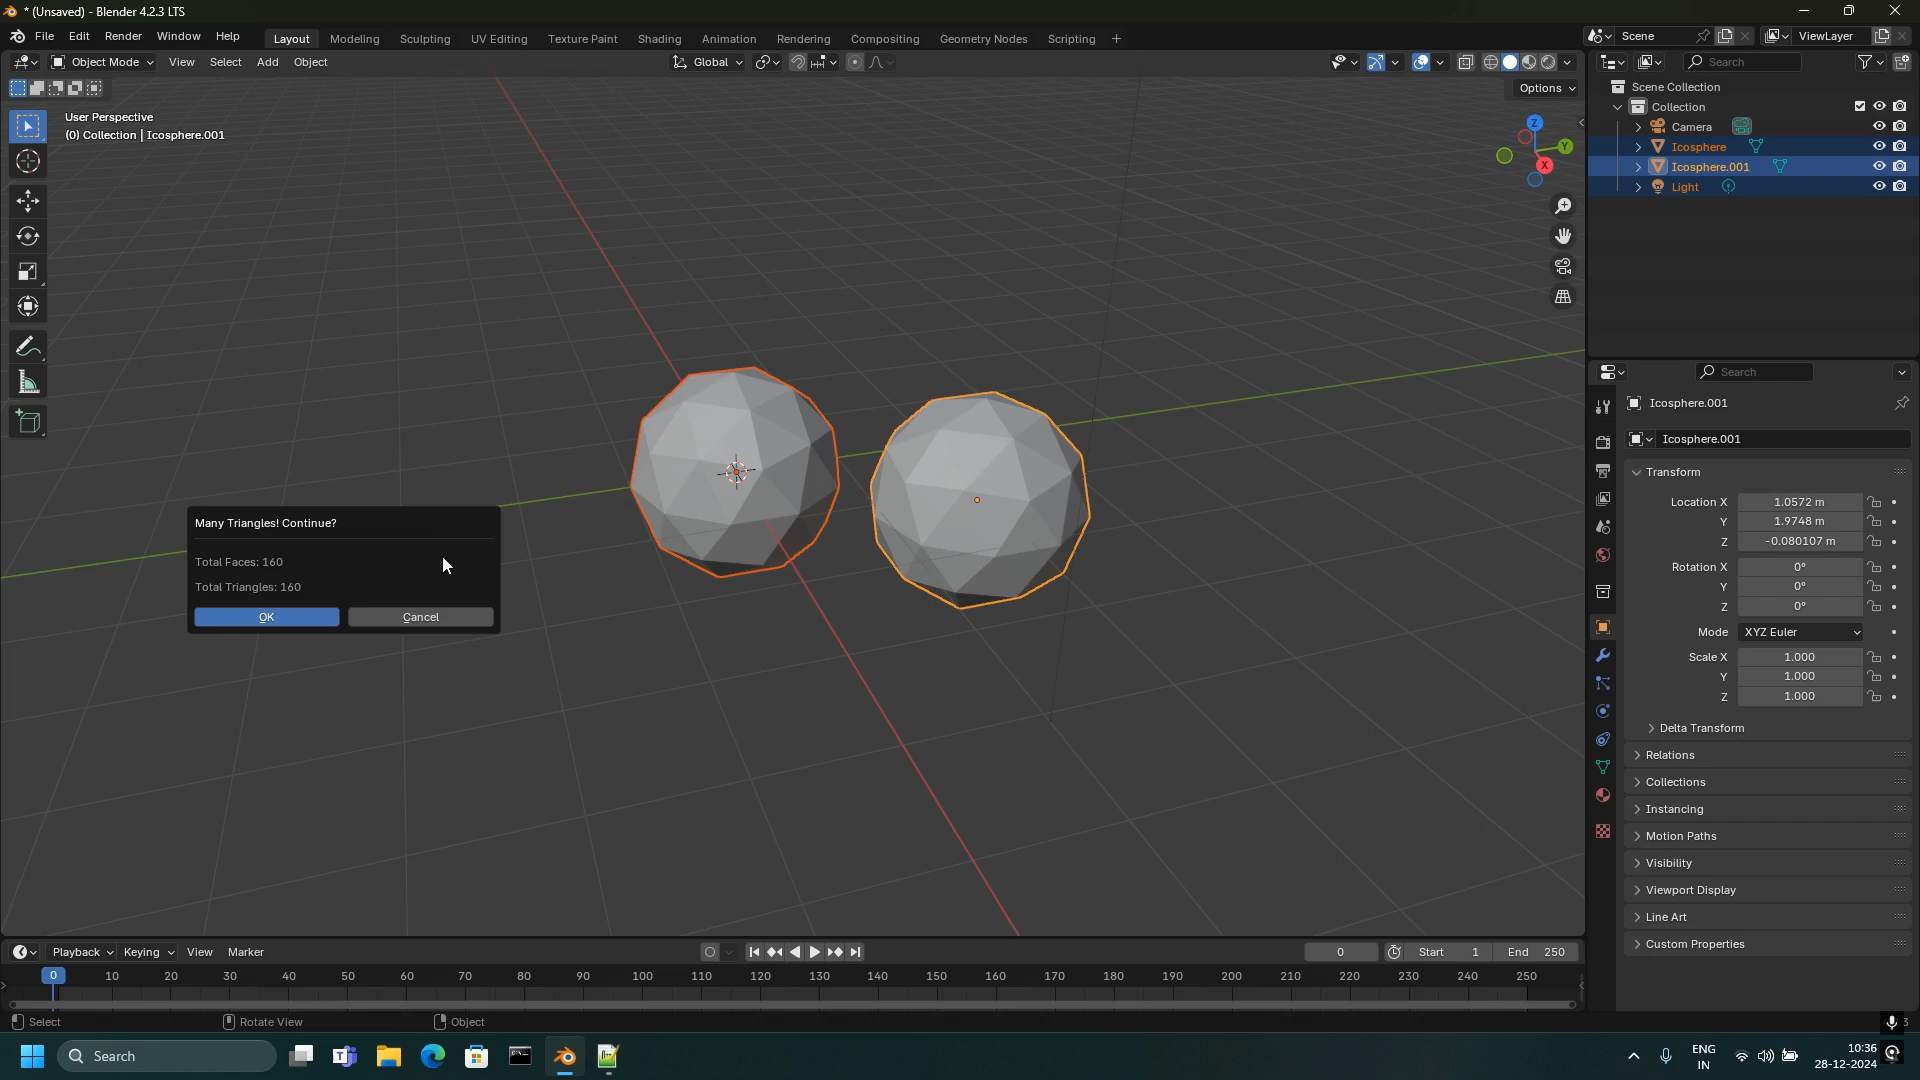 * (Unsaved) - Blender 4.2.3 LTS
File Edit Render Window Help Layout Modeling Sculpting UV Editing Texture Paint Shading Animation Rendering Compositing Geometry Nodes Scripting + Scene ViewLayer
Object Mode View Select Add Object Global Search
Options
User Perspective
(0) Collection | Icosphere.001
Z
Y
X
Scene Collection
Collection
Camera
Icosphere
Icosphere.001
Light
Search
Icosphere.001
Icosphere.001
Transform
Location X 1.0572 m
Y 1.9748 m
Z -0.080107 m
Rotation X 0°
Y 0°
Z 0°
Mode XYZ Euler
Scale X 1.000
Y 1.000
Z 1.000
Delta Transform
Relations
Collections
Instancing
Motion Paths
Visibility
Viewport Display
Line Art
Custom Properties
Many Triangles! Continue?
Total Faces: 160
Total Triangles: 160
OK Cancel
Playback Keying View Marker 0 Start 1 End 250
0 10 20 30 40 50 60 70 80 90 100 110 120 130 140 150 160 170 180 190 200 210 220 230 240 250
Select Rotate View Object 3
Search
ENG
IN
10:36
28-12-2024